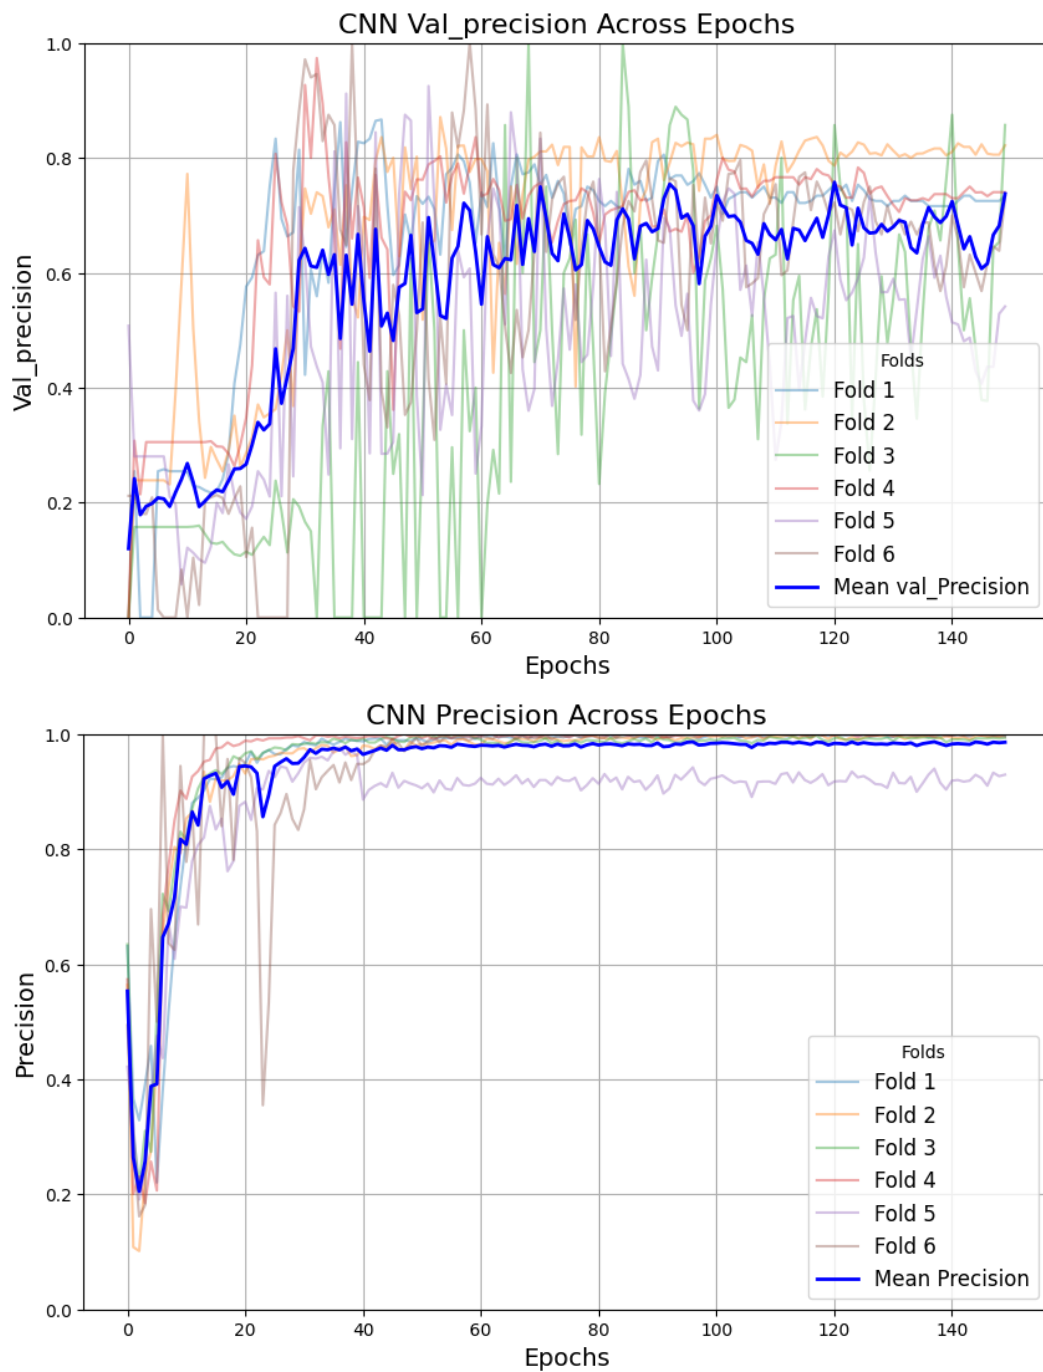 CNN Val_precision Across Epochs
1.0
0.8
0.6
0.4
0.2
0.0
Val_precision
0 20 40 60 80 100 120 140
Epochs
Folds
Fold 1
Fold 2
Fold 3
Fold 4
Fold 5
Fold 6
Mean val_Precision
CNN Precision Across Epochs
1.0
0.8
0.6
0.4
0.2
0.0
Precision
0 20 40 60 80 100 120 140
Epochs
Folds
Fold 1
Fold 2
Fold 3
Fold 4
Fold 5
Fold 6
Mean Precision